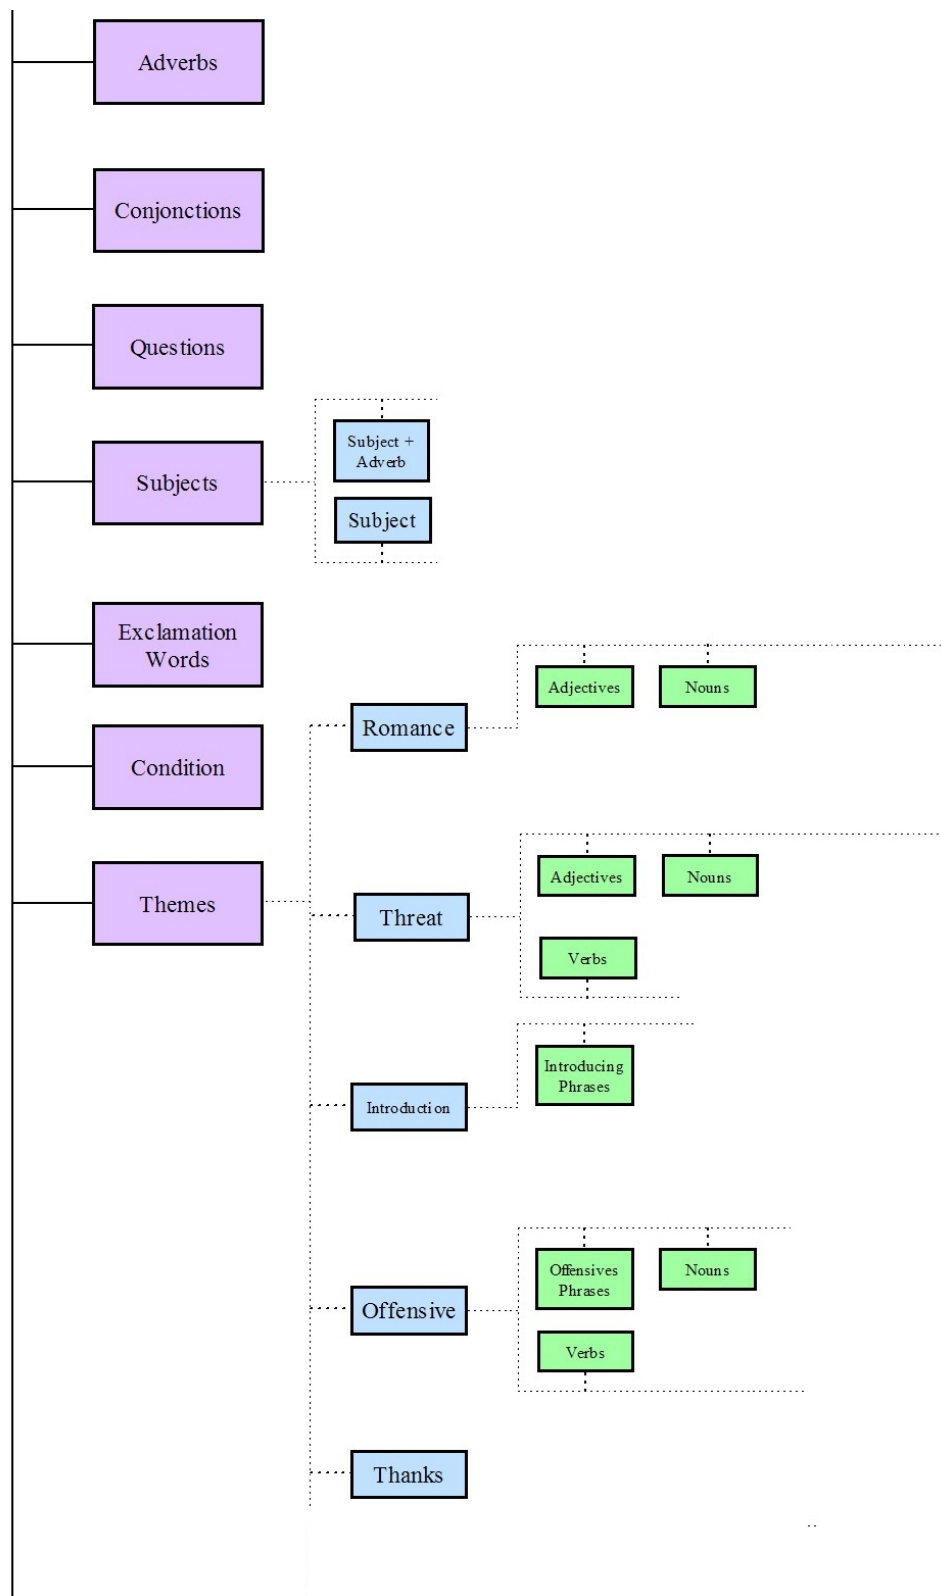 Adverbs
Conjonctions
Questions
Subject +
Adverb
Subjects
Subject
Exclamation
Words
Adjectives
Nouns
Romance
Condition
Themes
Adjectives
Nouns
Threat
Verbs
Introducing
Phrases
Introduction
Offensives
Phrases
Nouns
Offensive
Verbs
Thanks